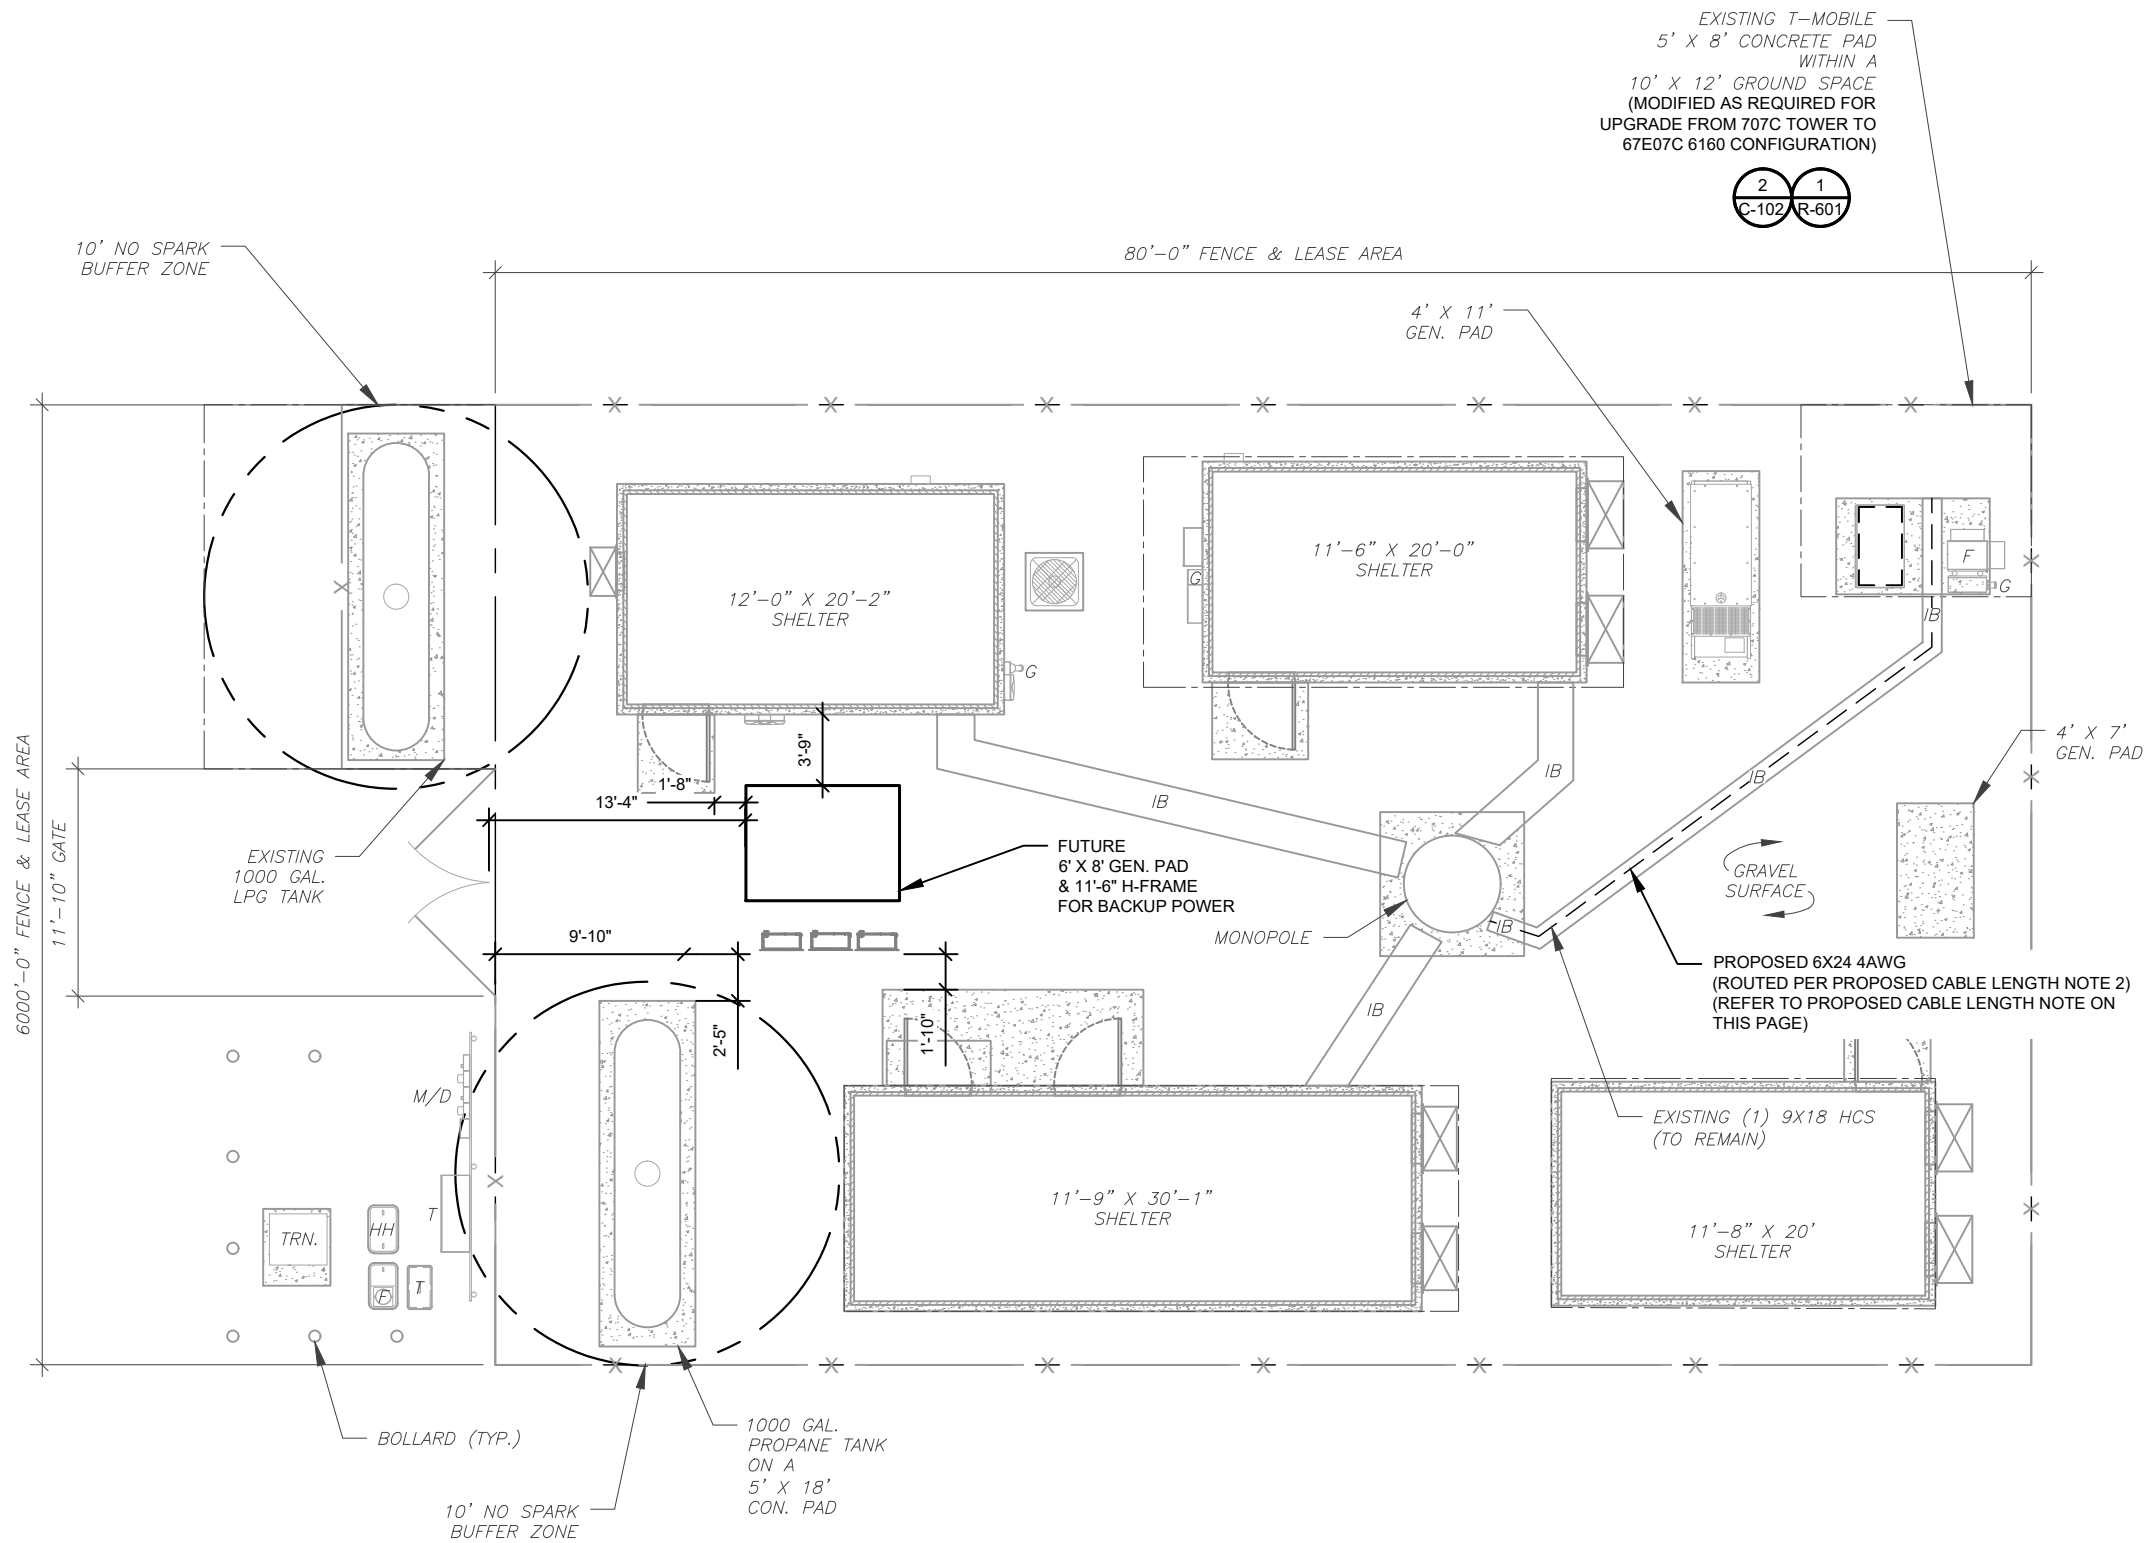 EXISTING T-MOBILE
5' X 8' CONCRETE PAD
WITHIN A
10' X 12' GROUND SPACE
(MODIFIED AS REQUIRED FOR
UPGRADE FROM 707C TOWER TO
67E07C 6160 CONFIGURATION)
2
C-102
1
R-601
10' NO SPARK
BUFFER ZONE
80'-0" FENCE & LEASE AREA
4' X 11'
GEN. PAD
X X X X X X X
12'-0" X 20'-2"
SHELTER
G
11'-6" X 20'-0"
SHELTER
G
F
G
IB
X
X
4' X 7'
GEN. PAD
X
6000'-0" FENCE & LEASE AREA
11'-10" GATE
EXISTING
1000 GAL.
LPG TANK
3'-9"
1'-8"
13'-4"
FUTURE
6' X 8' GEN. PAD
& 11'-6" H-FRAME
FOR BACKUP POWER
IB
IB
IB
GRAVEL
SURFACE
MONOPOLE
IB
9'-10"
2'-5"
1'-10"
IB
PROPOSED 6X24 4AWG
(ROUTED PER PROPOSED CABLE LENGTH NOTE 2)
(REFER TO PROPOSED CABLE LENGTH NOTE ON
THIS PAGE)
M/D
T
X
TRN.
HH
F
T
EXISTING (1) 9X18 HCS
(TO REMAIN)
11'-9" X 30'-1"
SHELTER
11'-8" X 20'
SHELTER
X
X X X X X X X
BOLLARD (TYP.)
1000 GAL.
PROPANE TANK
ON A
5' X 18'
CON. PAD
10' NO SPARK
BUFFER ZONE